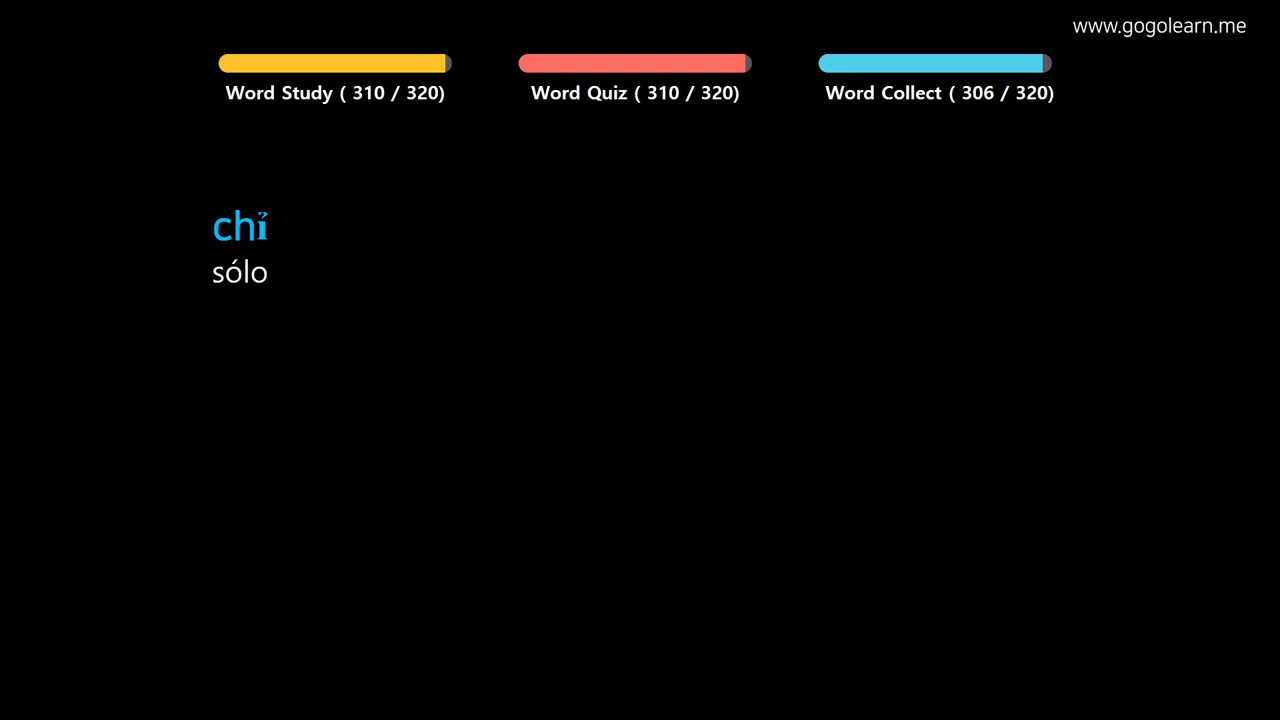 www.gogolearn.me
Word Study ( 310 / 320)
Word Quiz ( 310 / 320)
Word Collect ( 306 / 320)
chỉ
sólo